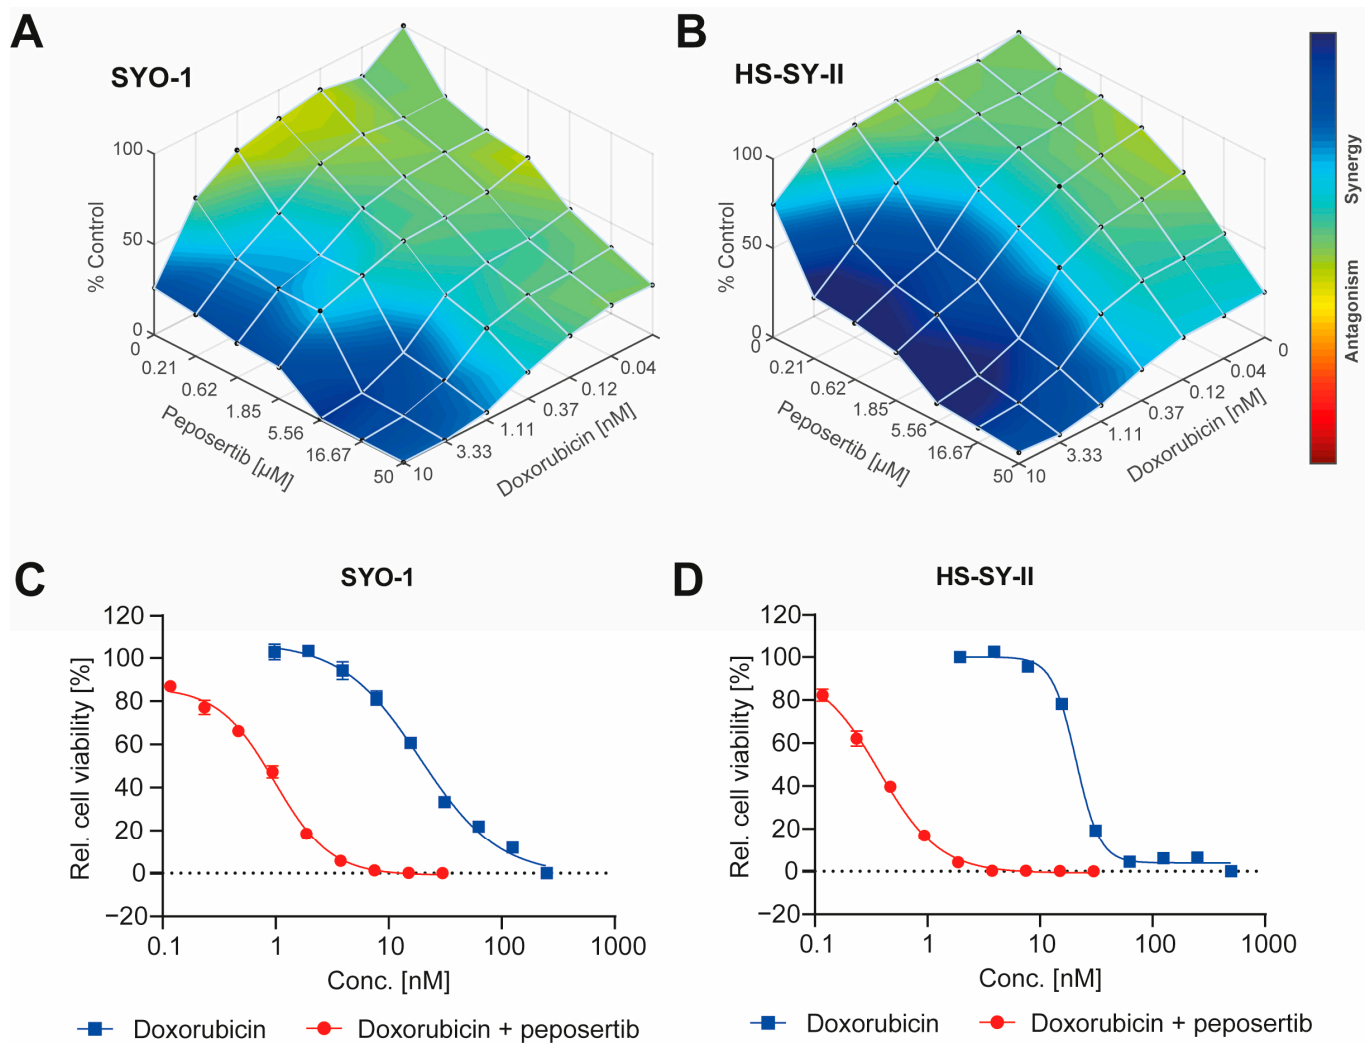 A
SYO-1
B
HS-SY-II
% Control
100
50
0
0
0.21
0.62
1.85
5.56
16.67
50
Peposertib [µM]
10
3.33
1.11
0.37
0.12
0.04
Doxorubicin [nM]
% Control
100
50
0
0
0.21
0.62
1.85
5.56
16.67
50
Peposertib [µM]
10
3.33
1.11
0.37
0.12
0.04
0
Doxorubicin [nM]
Synergy
Antagonism
C
SYO-1
Rel. cell viability [%]
120
100
80
60
40
20
0
−20
0.1
1
10
100
1000
Conc. [nM]
Doxorubicin
Doxorubicin + peposertib
D
HS-SY-II
Rel. cell viability [%]
120
100
80
60
40
20
0
−20
0.1
1
10
100
1000
Conc. [nM]
Doxorubicin
Doxorubicin + peposertib